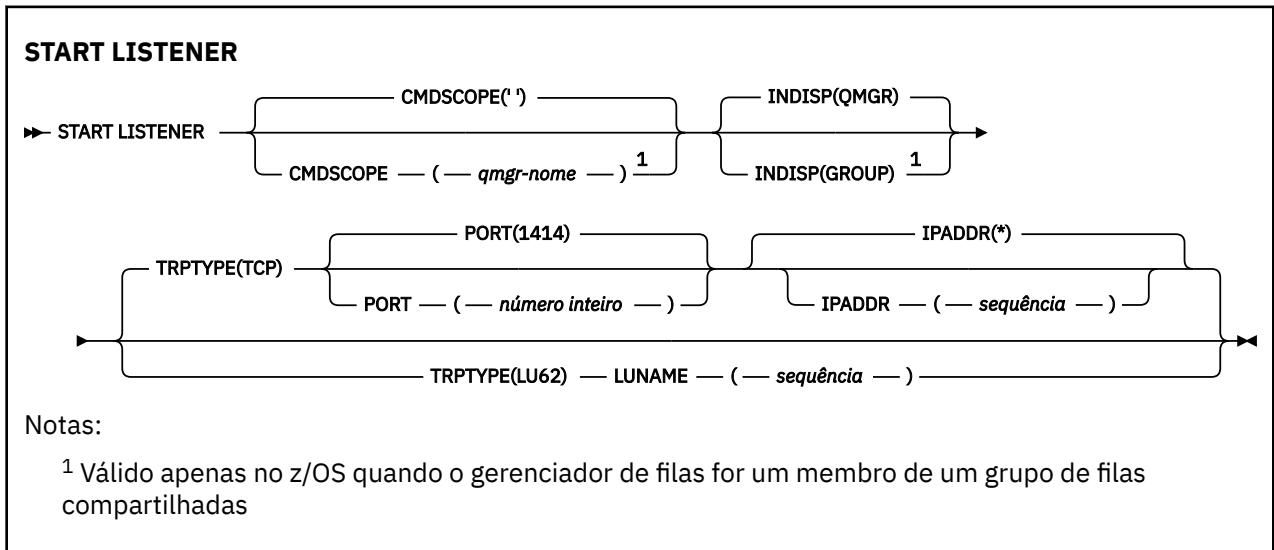 START LISTENER
CMDSCOPE(' ') INDISP(QMGR)
START LISTENER
CMDSCOPE ( qmgr-nome ) 1 INDISP(GROUP) 1
PORT(1414) IPADDR(*)
TRPTYPE(TCP)
PORT ( número inteiro ) IPADDR ( sequência )
TRPTYPE(LU62) LUNAME ( sequência )
Notas:
1 Válido apenas no z/OS quando o gerenciador de filas for um membro de um grupo de filas
compartilhadas